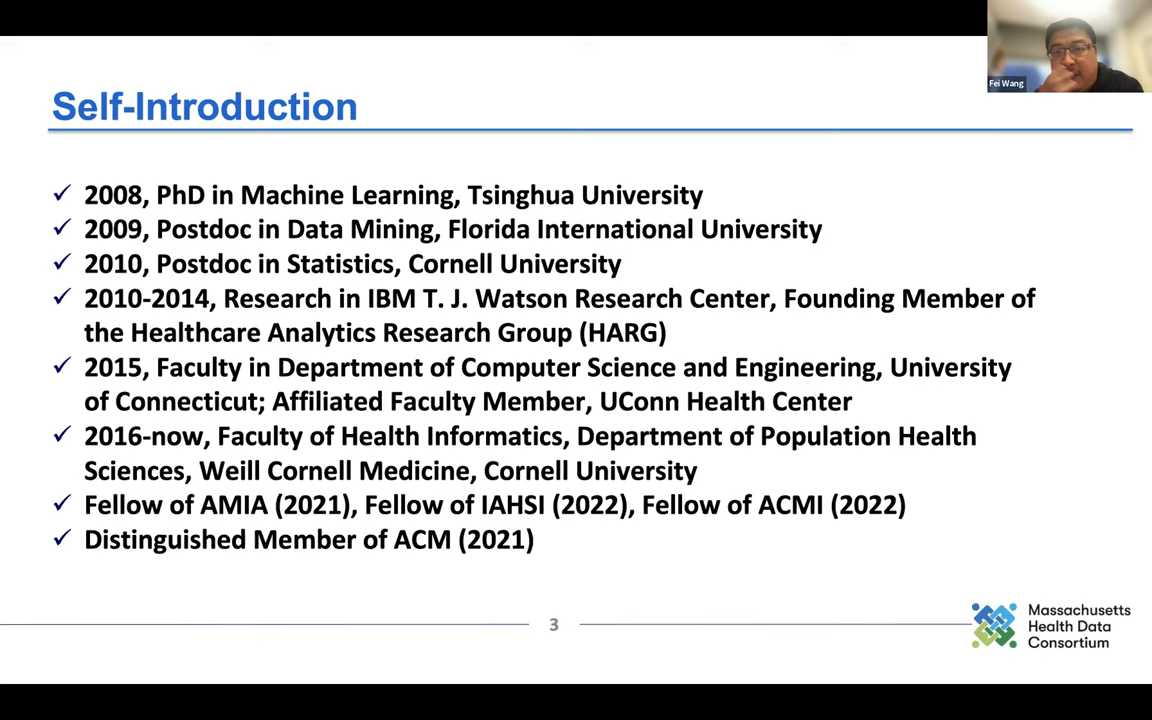 Fei Wang
Self-Introduction
✓ 2008, PhD in Machine Learning, Tsinghua University
✓ 2009, Postdoc in Data Mining, Florida International University
✓ 2010, Postdoc in Statistics, Cornell University
✓ 2010-2014, Research in IBM T. J. Watson Research Center, Founding Member of
the Healthcare Analytics Research Group (HARG)
✓ 2015, Faculty in Department of Computer Science and Engineering, University
of Connecticut; Affiliated Faculty Member, UConn Health Center
✓ 2016-now, Faculty of Health Informatics, Department of Population Health
Sciences, Weill Cornell Medicine, Cornell University
✓ Fellow of AMIA (2021), Fellow of IAHSI (2022), Fellow of ACMI (2022)
✓ Distinguished Member of ACM (2021)
3
Massachusetts
Health Data
Consortium